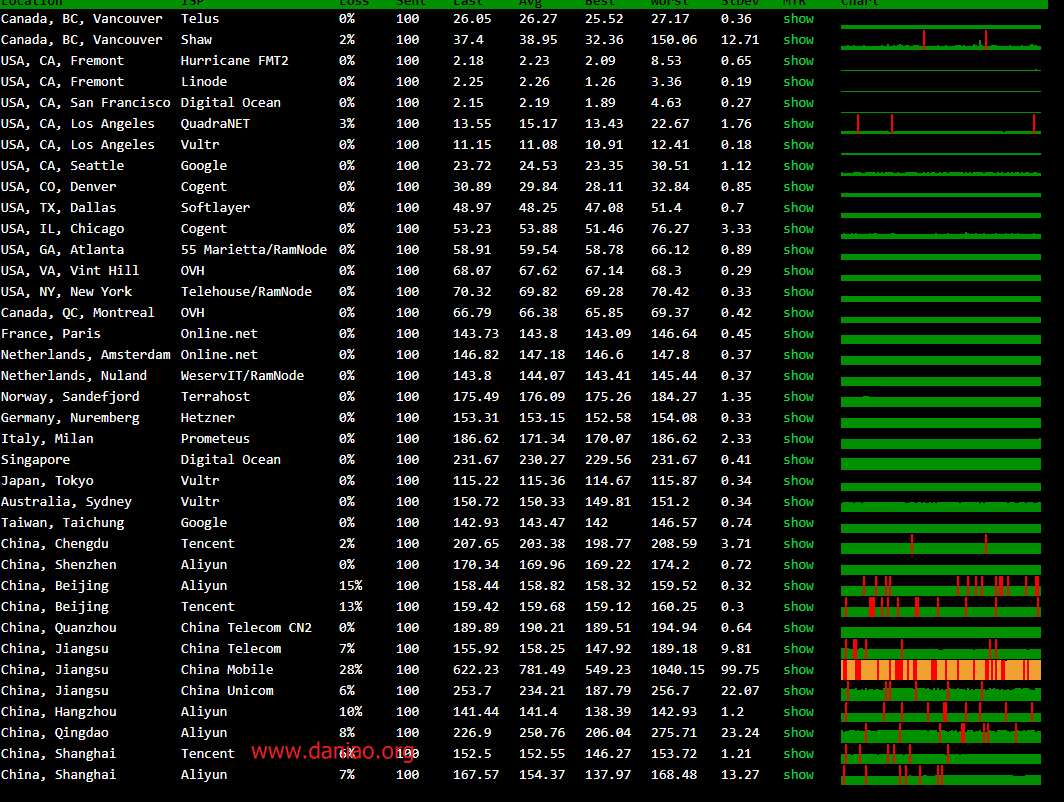 Location ISP Loss Sent Last Avg Best Worst StDev MTR Chart
Canada, BC, Vancouver Telus 0% 100 26.05 26.27 25.52 27.17 0.36 show
Canada, BC, Vancouver Shaw 2% 100 37.4 38.95 32.36 150.06 12.71 show
USA, CA, Fremont Hurricane FMT2 0% 100 2.18 2.23 2.09 8.53 0.65 show
USA, CA, Fremont Linode 0% 100 2.25 2.26 1.26 3.36 0.19 show
USA, CA, San Francisco Digital Ocean 0% 100 2.15 2.19 1.89 4.63 0.27 show
USA, CA, Los Angeles QuadraNET 3% 100 13.55 15.17 13.43 22.67 1.76 show
USA, CA, Los Angeles Vultr 0% 100 11.15 11.08 10.91 12.41 0.18 show
USA, CA, Seattle Google 0% 100 23.72 24.53 23.35 30.51 1.12 show
USA, CO, Denver Cogent 0% 100 30.89 29.84 28.11 32.84 0.85 show
USA, TX, Dallas Softlayer 0% 100 48.97 48.25 47.08 51.4 0.7 show
USA, IL, Chicago Cogent 0% 100 53.23 53.88 51.46 76.27 3.33 show
USA, GA, Atlanta 55 Marietta/RamNode 0% 100 58.91 59.54 58.78 66.12 0.89 show
USA, VA, Vint Hill OVH 0% 100 68.07 67.62 67.14 68.3 0.29 show
USA, NY, New York Telehouse/RamNode 0% 100 70.32 69.82 69.28 70.42 0.33 show
Canada, QC, Montreal OVH 0% 100 66.79 66.38 65.85 69.37 0.42 show
France, Paris Online.net 0% 100 143.73 143.8 143.09 146.64 0.45 show
Netherlands, Amsterdam Online.net 0% 100 146.82 147.18 146.6 147.8 0.37 show
Netherlands, Nuland WeservIT/RamNode 0% 100 143.8 144.07 143.41 145.44 0.37 show
Norway, Sandefjord Terrahost 0% 100 175.49 176.09 175.26 184.27 1.35 show
Germany, Nuremberg Hetzner 0% 100 153.31 153.15 152.58 154.08 0.33 show
Italy, Milan Prometeus 0% 100 186.62 171.34 170.07 186.62 2.33 show
Singapore Digital Ocean 0% 100 231.67 230.27 229.56 231.67 0.41 show
Japan, Tokyo Vultr 0% 100 115.22 115.36 114.67 115.87 0.34 show
Australia, Sydney Vultr 0% 100 150.72 150.33 149.81 151.2 0.34 show
Taiwan, Taichung Google 0% 100 142.93 143.47 142 146.57 0.74 show
China, Chengdu Tencent 2% 100 207.65 203.38 198.77 208.59 3.71 show
China, Shenzhen Aliyun 0% 100 170.34 169.96 169.22 174.2 0.72 show
China, Beijing Aliyun 15% 100 158.44 158.82 158.32 159.52 0.32 show
China, Beijing Tencent 13% 100 159.42 159.68 159.12 160.25 0.3 show
China, Quanzhou China Telecom CN2 0% 100 189.89 190.21 189.51 194.94 0.64 show
China, Jiangsu China Telecom 7% 100 155.92 158.25 147.92 189.18 9.81 show
China, Jiangsu China Mobile 28% 100 622.23 781.49 549.23 1040.15 99.75 show
China, Jiangsu China Unicom 6% 100 253.7 234.21 187.79 256.7 22.07 show
China, Hangzhou Aliyun 10% 100 141.44 141.4 138.39 142.93 1.2 show
China, Qingdao Aliyun 8% 100 226.9 250.76 206.04 275.71 23.24 show
China, Shanghai Tencent 6% 100 152.5 152.55 146.27 153.72 1.21 show
www.daniao.org
China, Shanghai Aliyun 7% 100 167.57 154.37 137.97 168.48 13.27 show